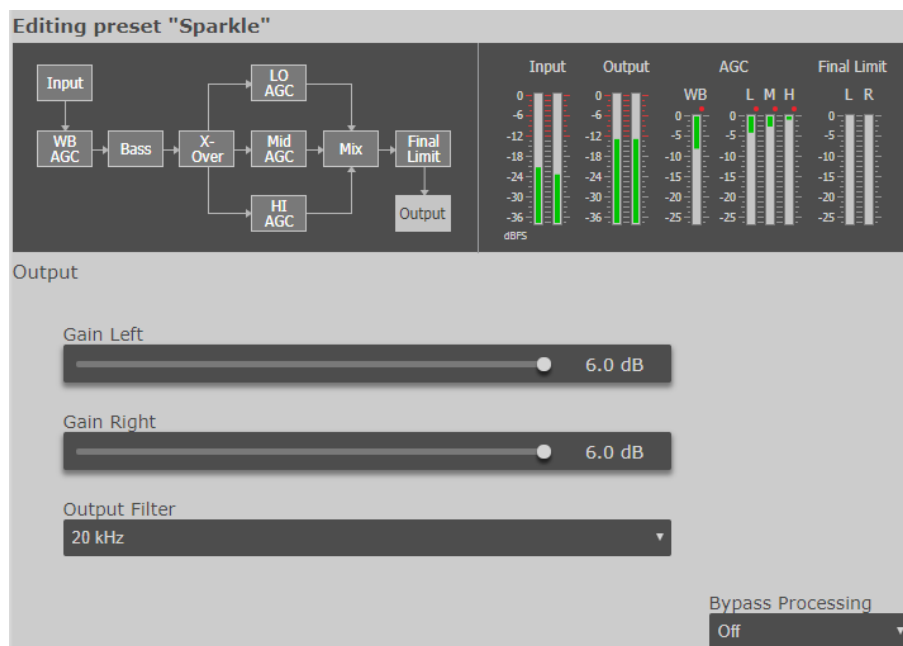 Editing preset "Sparkle"
Input
WB
AGC
Bass
X-
Over
LO
AGC
Mid
AGC
HI
AGC
Mix
Final
Limit
Output
Input
0
-6
-12
-18
-24
-30
-36
dBFS
Output
0
-6
-12
-18
-24
-30
-36
AGC
WB
0
-5
-10
-15
-20
-25
L M H
0
-5
-10
-15
-20
-25
Final Limit
L R
0
-5
-10
-15
-20
-25
Output
Gain Left
6.0 dB
Gain Right
6.0 dB
Output Filter
20 kHz
Bypass Processing
Off